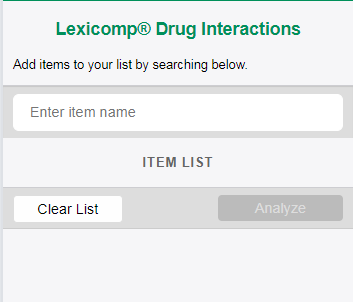 Lexicomp® Drug Interactions
Add items to your list by searching below.
Enter item name
ITEM LIST
Clear List
Analyze